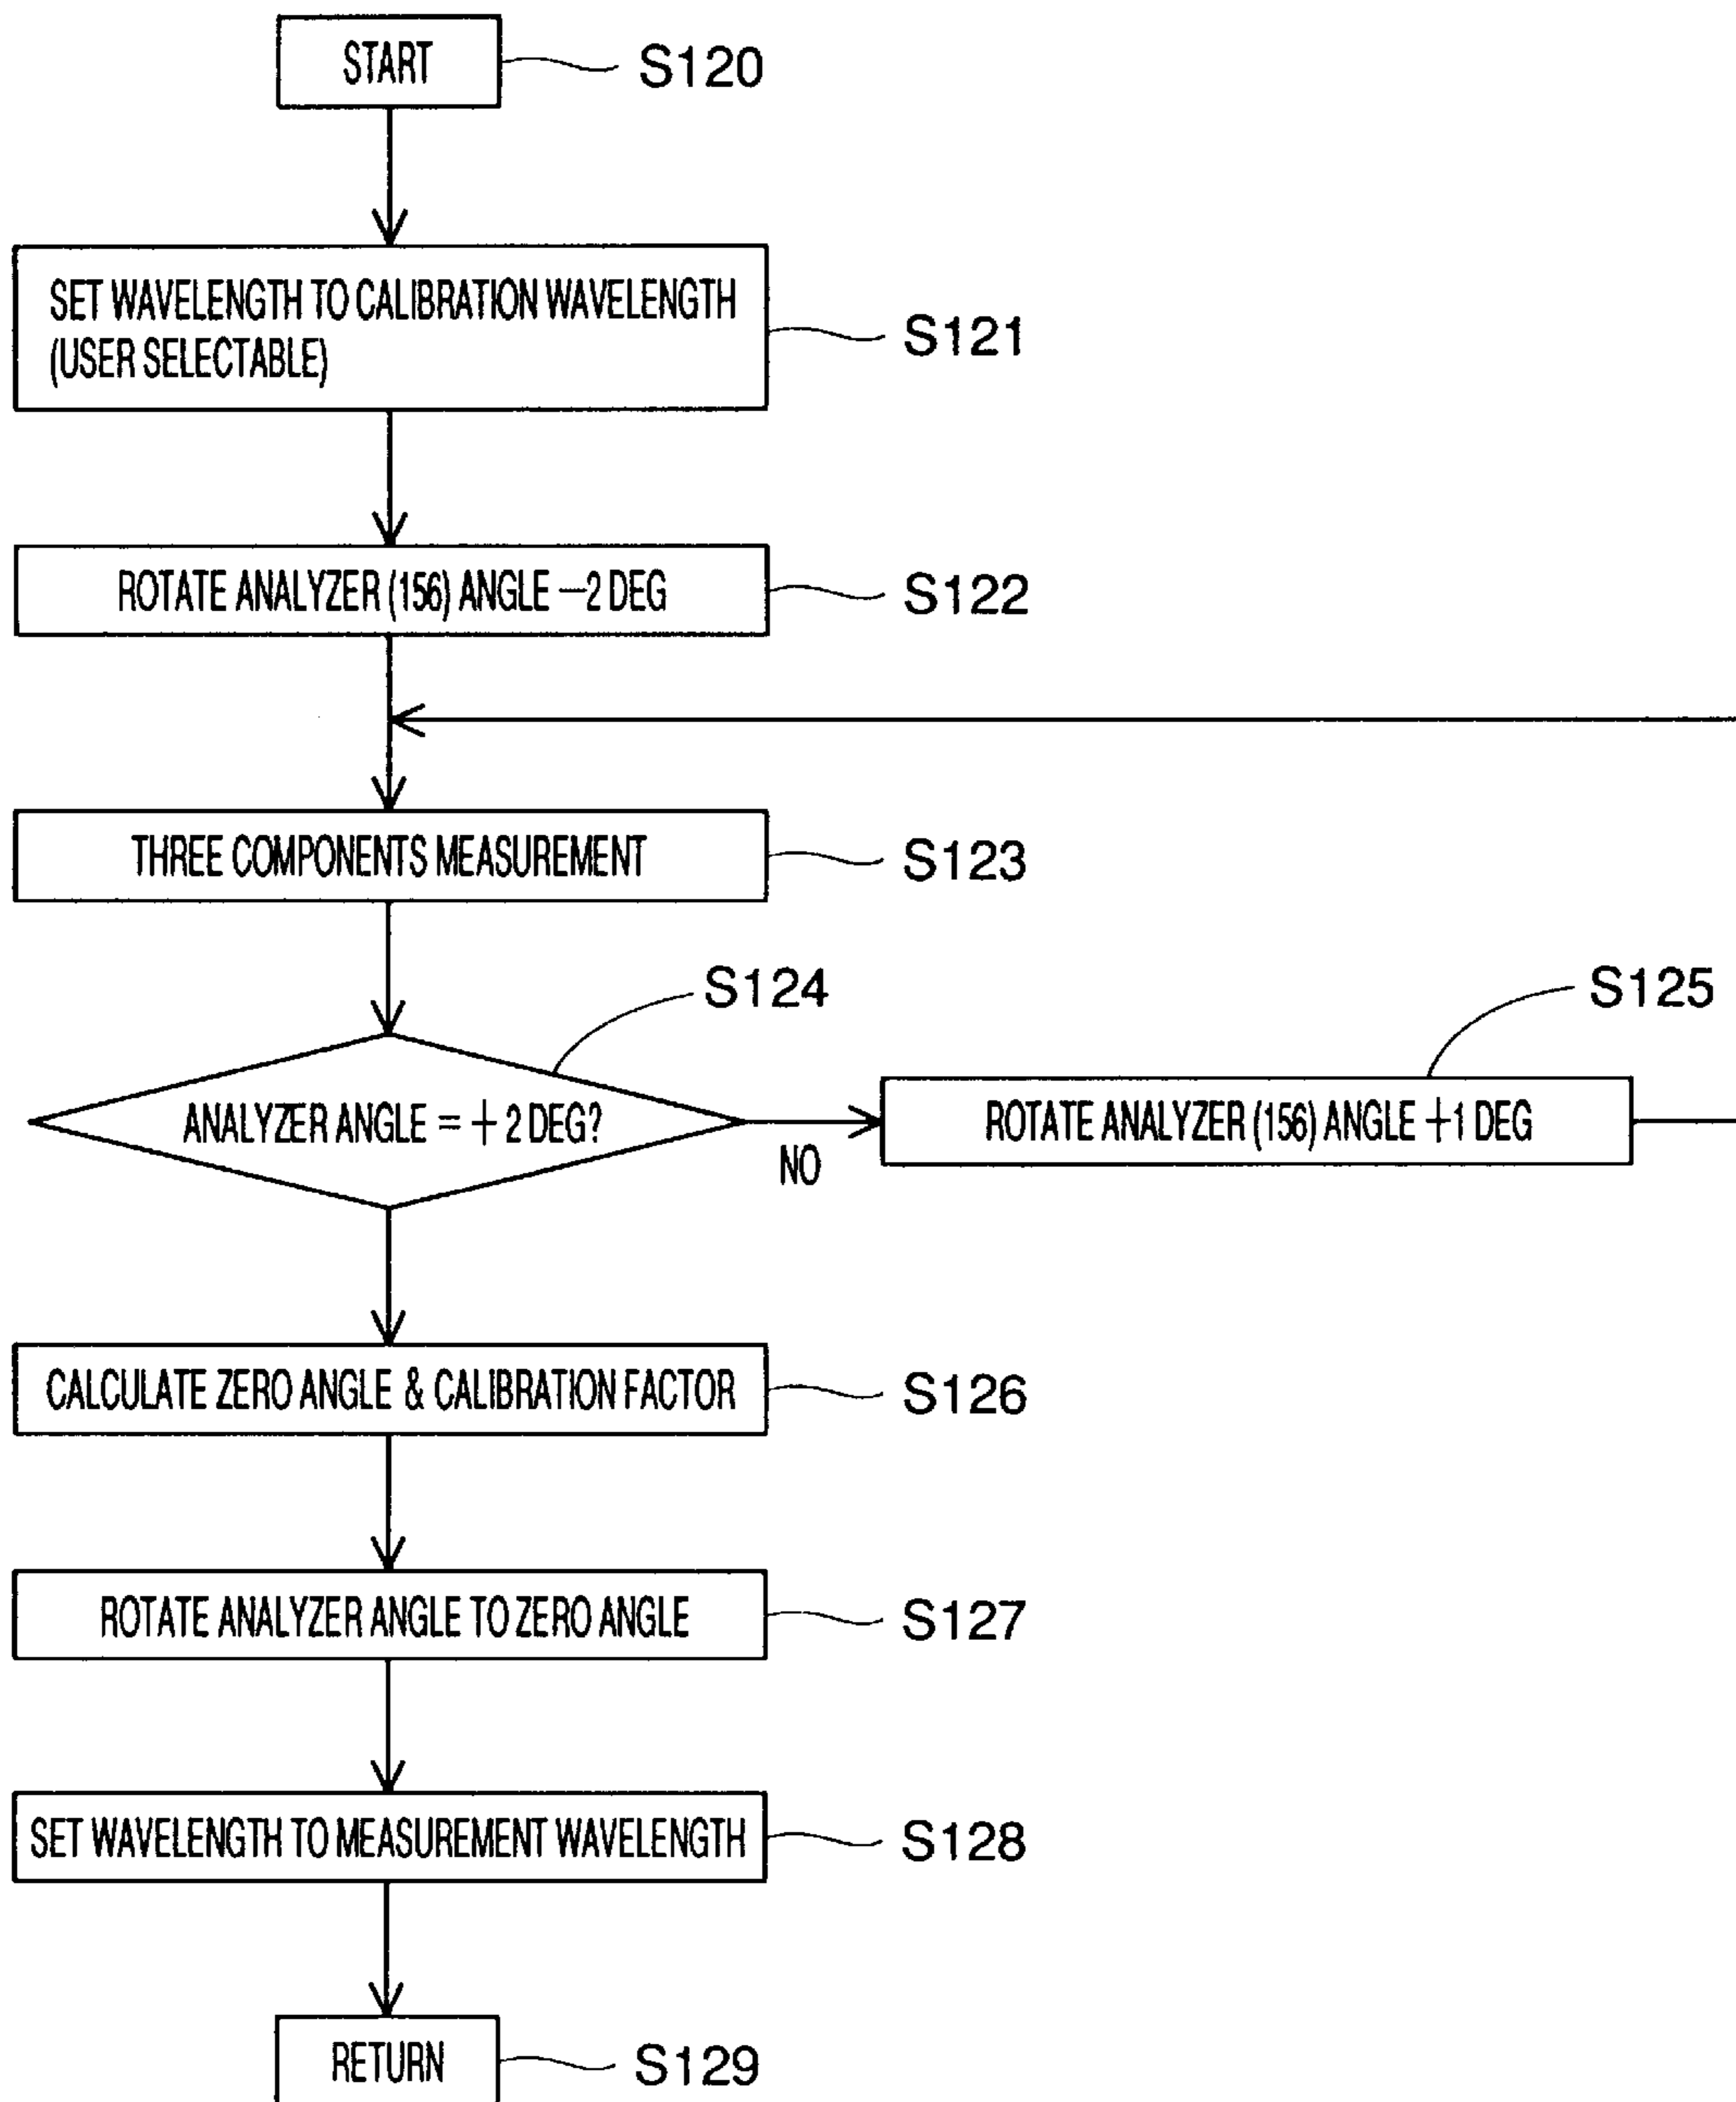 START
S120
SET WAVELENGTH TO CALIBRATION WAVELENGTH
(USER SELECTABLE)
S121
ROTATE ANALYZER (156) ANGLE −2 DEG
S122
THREE COMPONENTS MEASUREMENT
S123
S124
ANALYZER ANGLE = +2 DEG?
NO
S125
ROTATE ANALYZER (156) ANGLE +1 DEG
CALCULATE ZERO ANGLE & CALIBRATION FACTOR
S126
ROTATE ANALYZER ANGLE TO ZERO ANGLE
S127
SET WAVELENGTH TO MEASUREMENT WAVELENGTH
S128
RETURN
S129